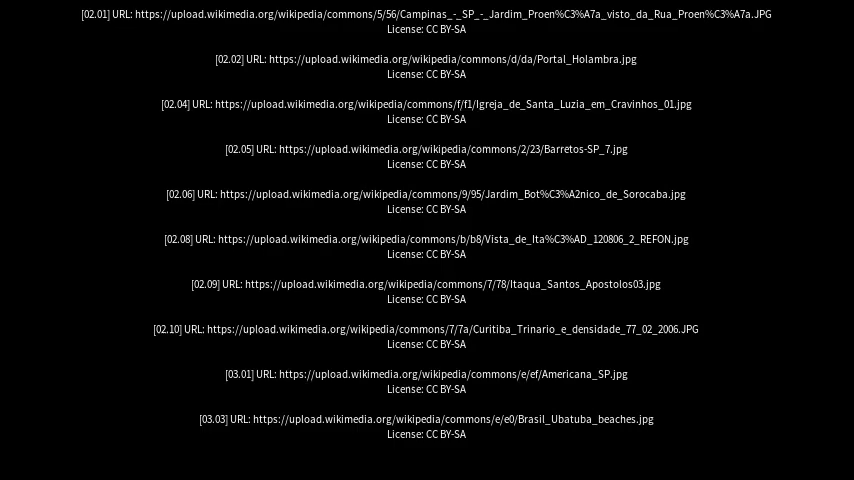 [02.01] URL: https://upload.wikimedia.org/wikipedia/commons/5/56/Campinas_-_SP_-_Jardim_Proen%C3%A7a_visto_da_Rua_Proen%C3%A7a.JPG
License: CC BY-SA
[02.02] URL: https://upload.wikimedia.org/wikipedia/commons/d/da/Portal_Holambra.jpg
License: CC BY-SA
[02.04] URL: https://upload.wikimedia.org/wikipedia/commons/f/f1/Igreja_de_Santa_Luzia_em_Cravinhos_01.jpg
License: CC BY-SA
[02.05] URL: https://upload.wikimedia.org/wikipedia/commons/2/23/Barretos-SP_7.jpg
License: CC BY-SA
[02.06] URL: https://upload.wikimedia.org/wikipedia/commons/9/95/Jardim_Bot%C3%A2nico_de_Sorocaba.jpg
License: CC BY-SA
[02.08] URL: https://upload.wikimedia.org/wikipedia/commons/b/b8/Vista_de_Ita%C3%AD_120806_2_REFON.jpg
License: CC BY-SA
[02.09] URL: https://upload.wikimedia.org/wikipedia/commons/7/78/Itaqua_Santos_Apostolos03.jpg
License: CC BY-SA
[02.10] URL: https://upload.wikimedia.org/wikipedia/commons/7/7a/Curitiba_Trinario_e_densidade_77_02_2006.JPG
License: CC BY-SA
[03.01] URL: https://upload.wikimedia.org/wikipedia/commons/e/ef/Americana_SP.jpg
License: CC BY-SA
[03.03] URL: https://upload.wikimedia.org/wikipedia/commons/e/e0/Brasil_Ubatuba_beaches.jpg
License: CC BY-SA